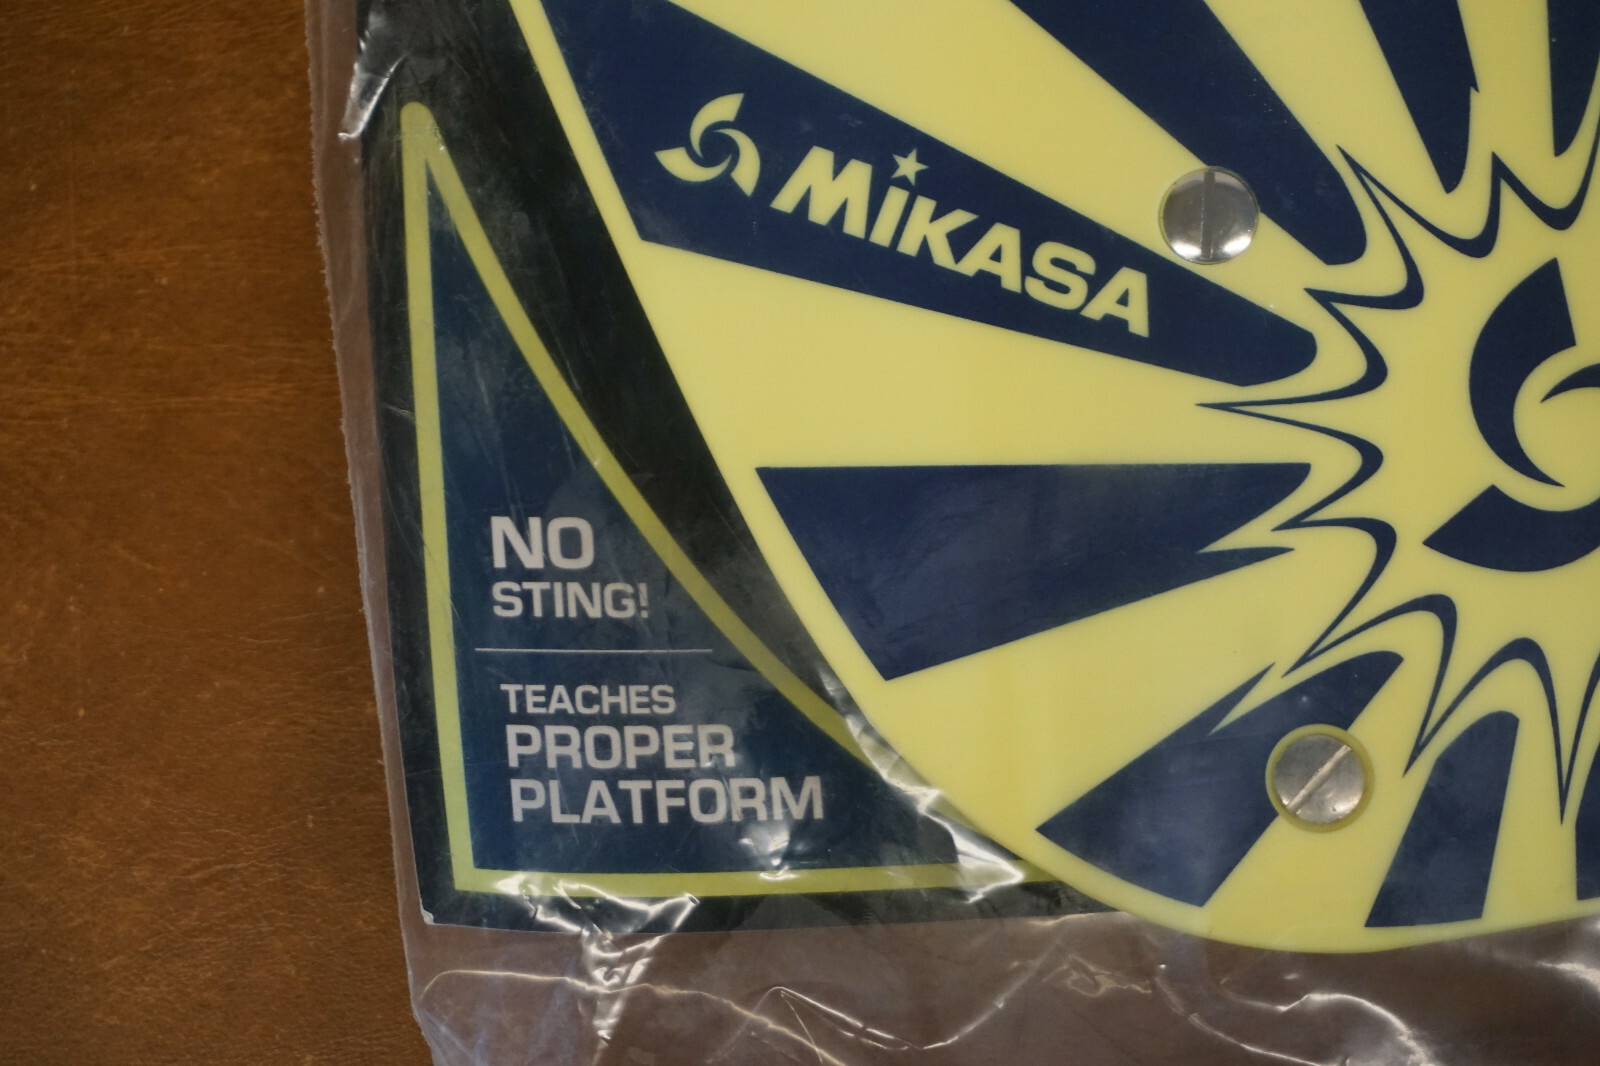 MiKASA
NO
STING!
TEACHES
PROPER
PLATFORM